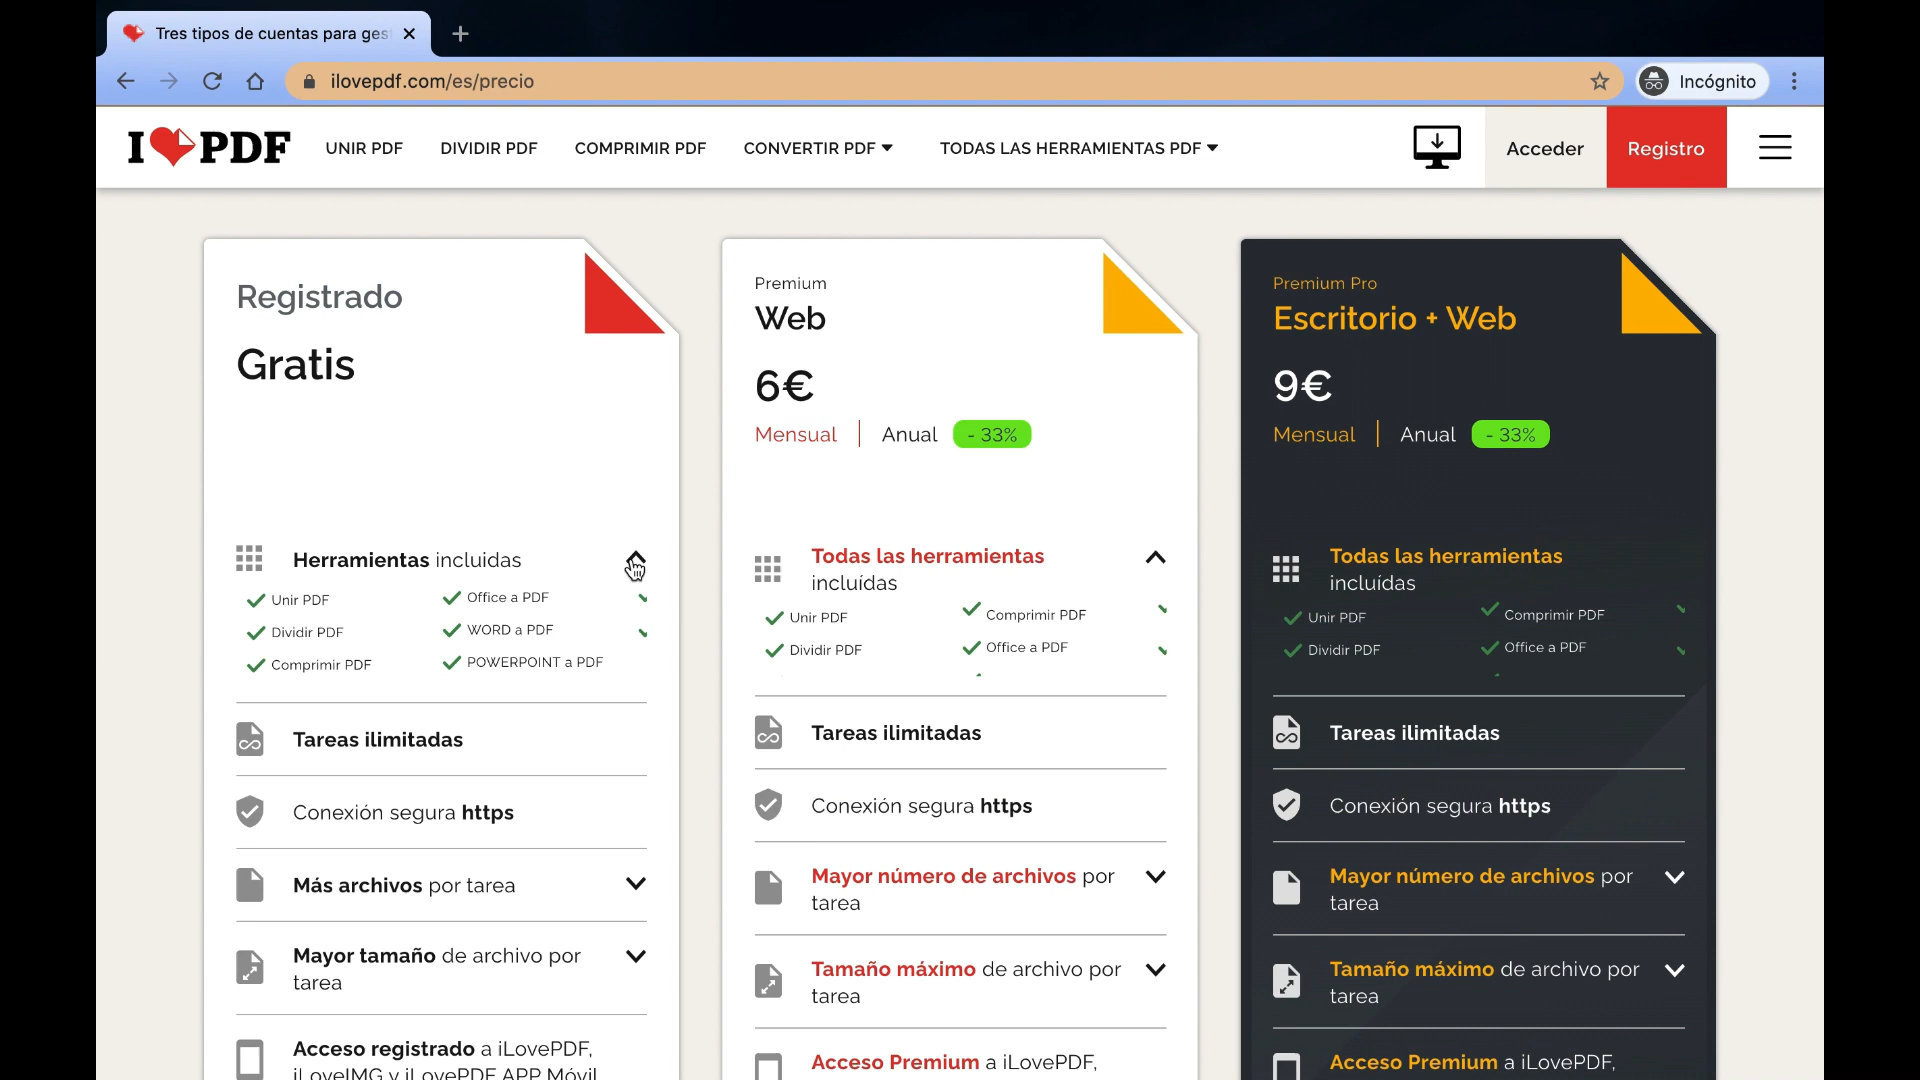 Tres tipos de cuentas para ges
ilovepdf.com/es/precio
Incógnito
I PDF
UNIR PDF
DIVIDIR PDF
COMPRIMIR PDF
CONVERTIR PDF
TODAS LAS HERRAMIENTAS PDF
Acceder
Registro
Registrado
Gratis
Herramientas incluidas
Unir PDF
Dividir PDF
Comprimir PDF
Office a PDF
WORD a PDF
POWERPOINT a PDF
Tareas ilimitadas
Conexión segura https
Más archivos por tarea
Mayor tamaño de archivo por
tarea
Acceso registrado a iLovePDF,
iLoveIMG y iLovePDF APP Móvil
Premium
Web
6€
Mensual
Anual
- 33%
Todas las herramientas
incluídas
Unir PDF
Dividir PDF
Comprimir PDF
Office a PDF
Tareas ilimitadas
Conexión segura https
Mayor número de archivos por
tarea
Tamaño máximo de archivo por
tarea
Acceso Premium a iLovePDF,
Premium Pro
Escritorio + Web
9€
Mensual
Anual
- 33%
Todas las herramientas
incluídas
Unir PDF
Dividir PDF
Comprimir PDF
Office a PDF
Tareas ilimitadas
Conexión segura https
Mayor número de archivos por
tarea
Tamaño máximo de archivo por
tarea
Acceso Premium a iLovePDF,